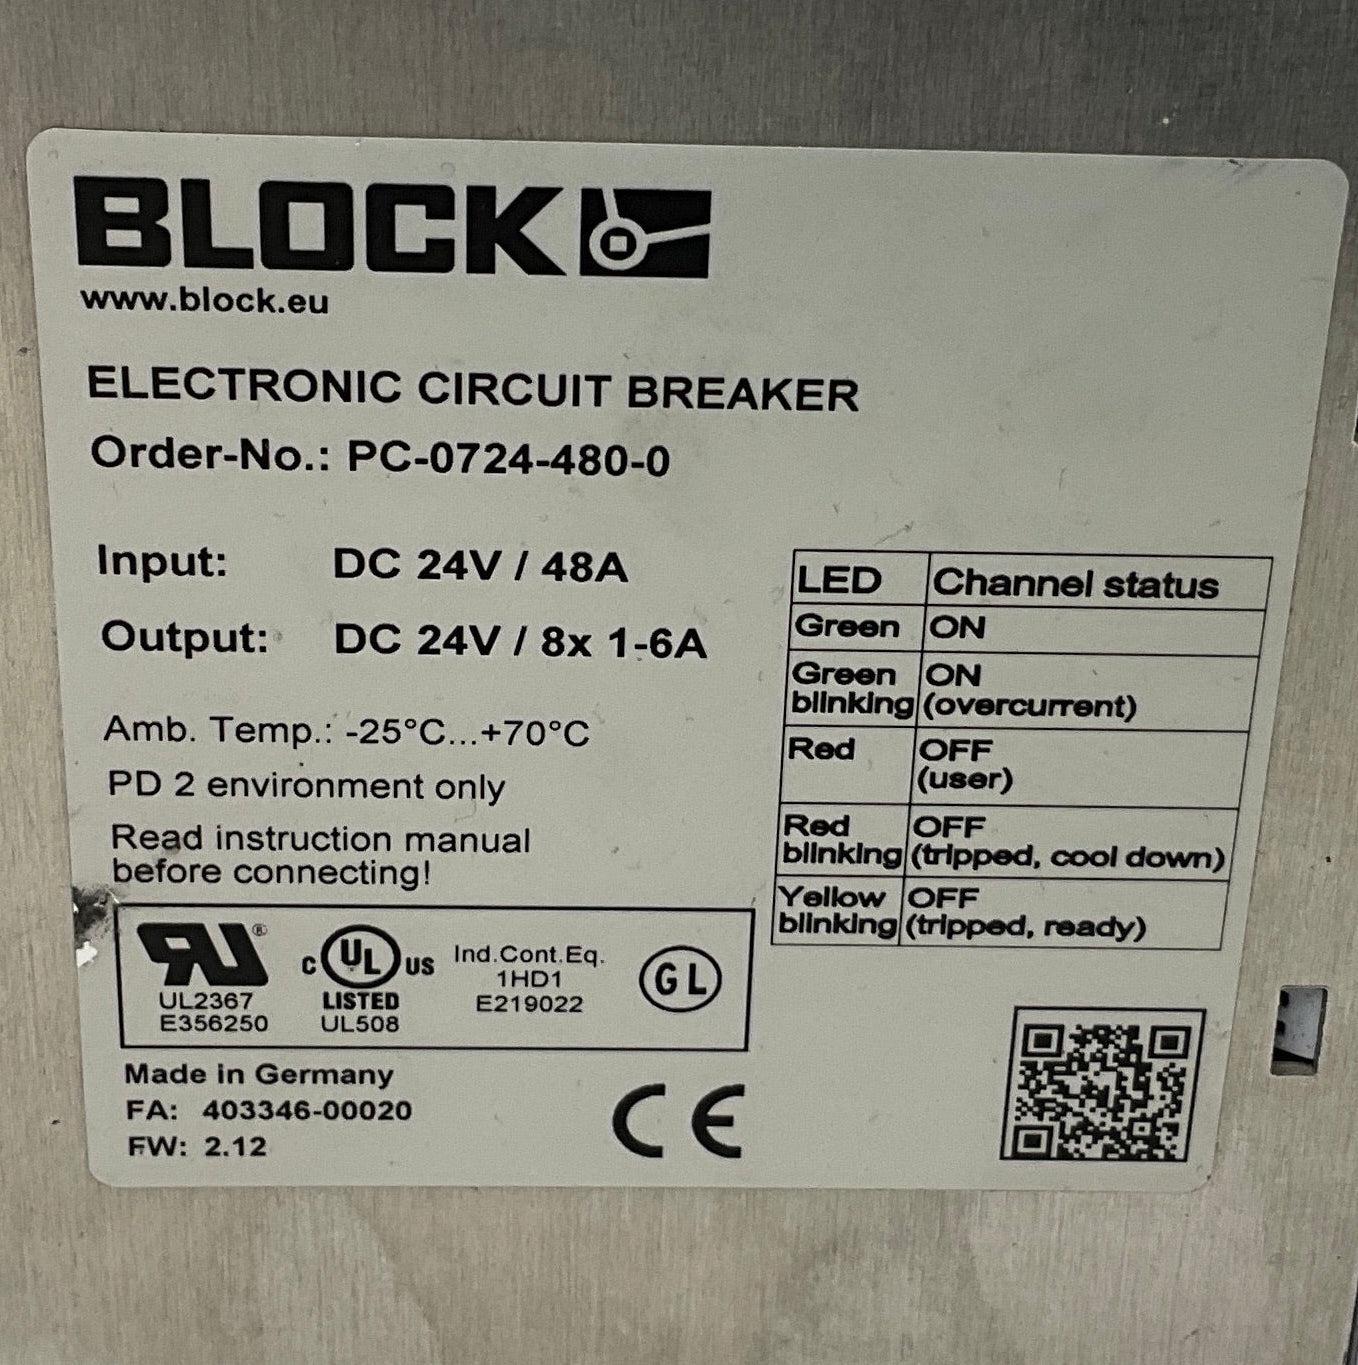 BLOCK
www.block.eu
ELECTRONIC CIRCUIT BREAKER
Order-No.: PC-0724-480-0
Input: DC 24V / 48A
Output: DC 24V / 8x 1-6A
Amb. Temp.: -25°C...+70°C
PD 2 environment only
Read instruction manual
before connecting!
LED Channel status
Green ON
Green ON
blinking (overcurrent)
Red OFF
(user)
Red OFF
blinking (tripped, cool down)
Yellow OFF
blinking (tripped, ready)
RU®
UL2367
E356250
c UL US
LISTED
UL508
Ind.Cont.Eq.
1HD1
E219022
GL
Made in Germany
FA: 403346-00020
FW: 2.12
CE